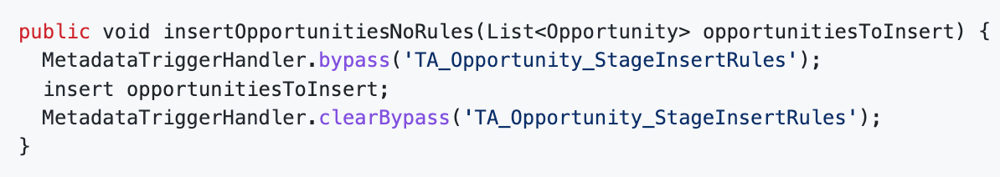 public void insertOpportunitiesNoRules(List<Opportunity> opportunitiesToInsert) {
  MetadataTriggerHandler.bypass('TA_Opportunity_StageInsertRules');
  insert opportunitiesToInsert;
  MetadataTriggerHandler.clearBypass('TA_Opportunity_StageInsertRules');
}